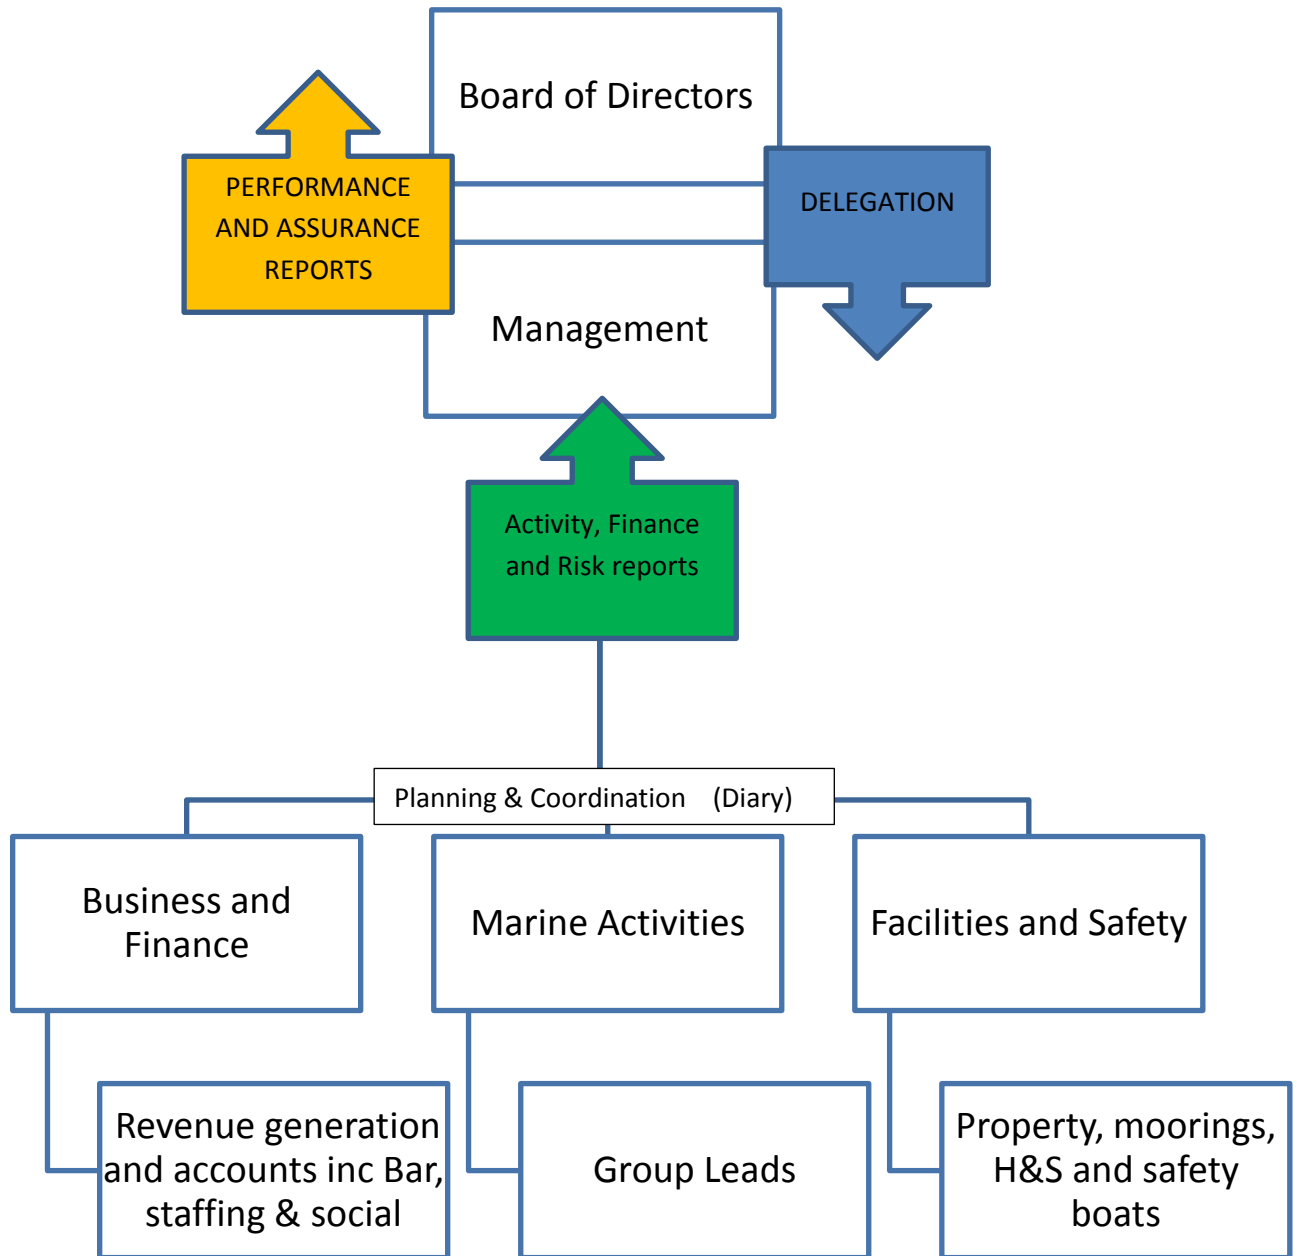 Board of Directors
PERFORMANCE
AND ASSURANCE
REPORTS
DELEGATION
Management
Activity, Finance
and Risk reports
Planning & Coordination (Diary)
Business and
Finance
Marine Activities
Facilities and Safety
Revenue generation
and accounts inc Bar,
staffing & social
Group Leads
Property, moorings,
H&S and safety
boats